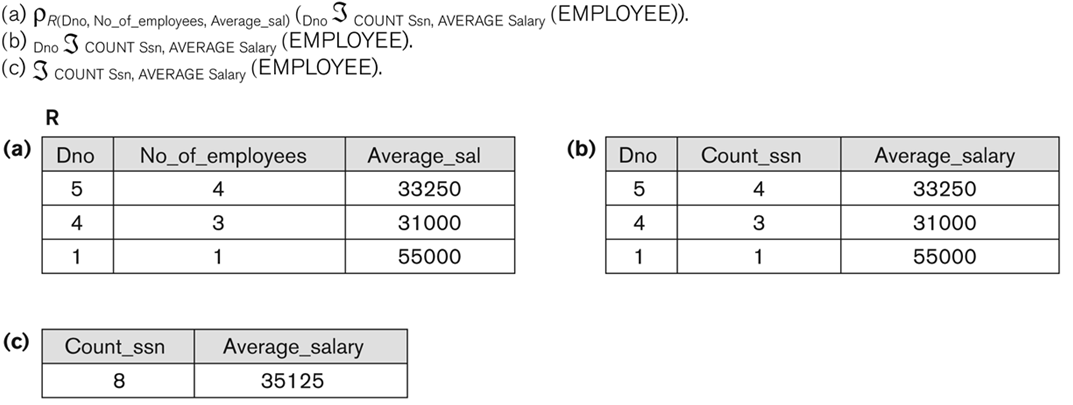 (a) ρ R(Dno, No_of_employees, Average_sal) (Dno ℑ COUNT Ssn, AVERAGE Salary (EMPLOYEE)).
(b) Dno ℑ COUNT Ssn, AVERAGE Salary (EMPLOYEE).
(c) ℑ COUNT Ssn, AVERAGE Salary (EMPLOYEE).
R
(a)
Dno No_of_employees Average_sal
5 4 33250
4 3 31000
1 1 55000
(b)
Dno Count_ssn Average_salary
5 4 33250
4 3 31000
1 1 55000
(c)
Count_ssn Average_salary
8 35125